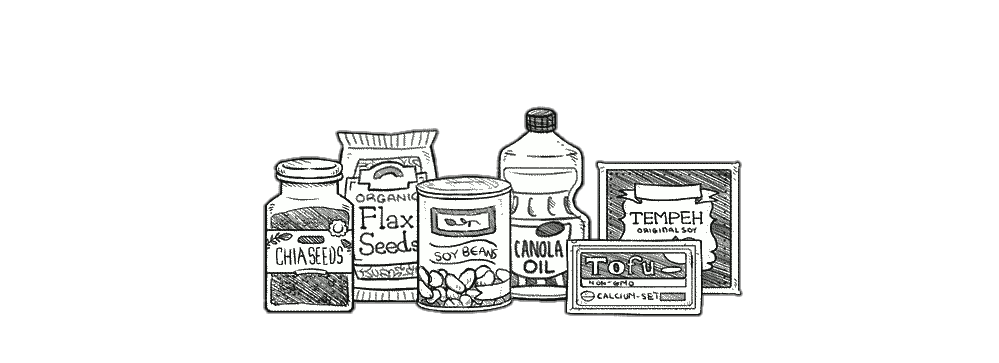 CHIA SEEDS
ORGANIC
Flax
Seeds
SOY BEANS
CANOLA
OIL
TEMPEH
ORIGINAL SOY
Tofu
NON-GMO
CALCIUM-SET